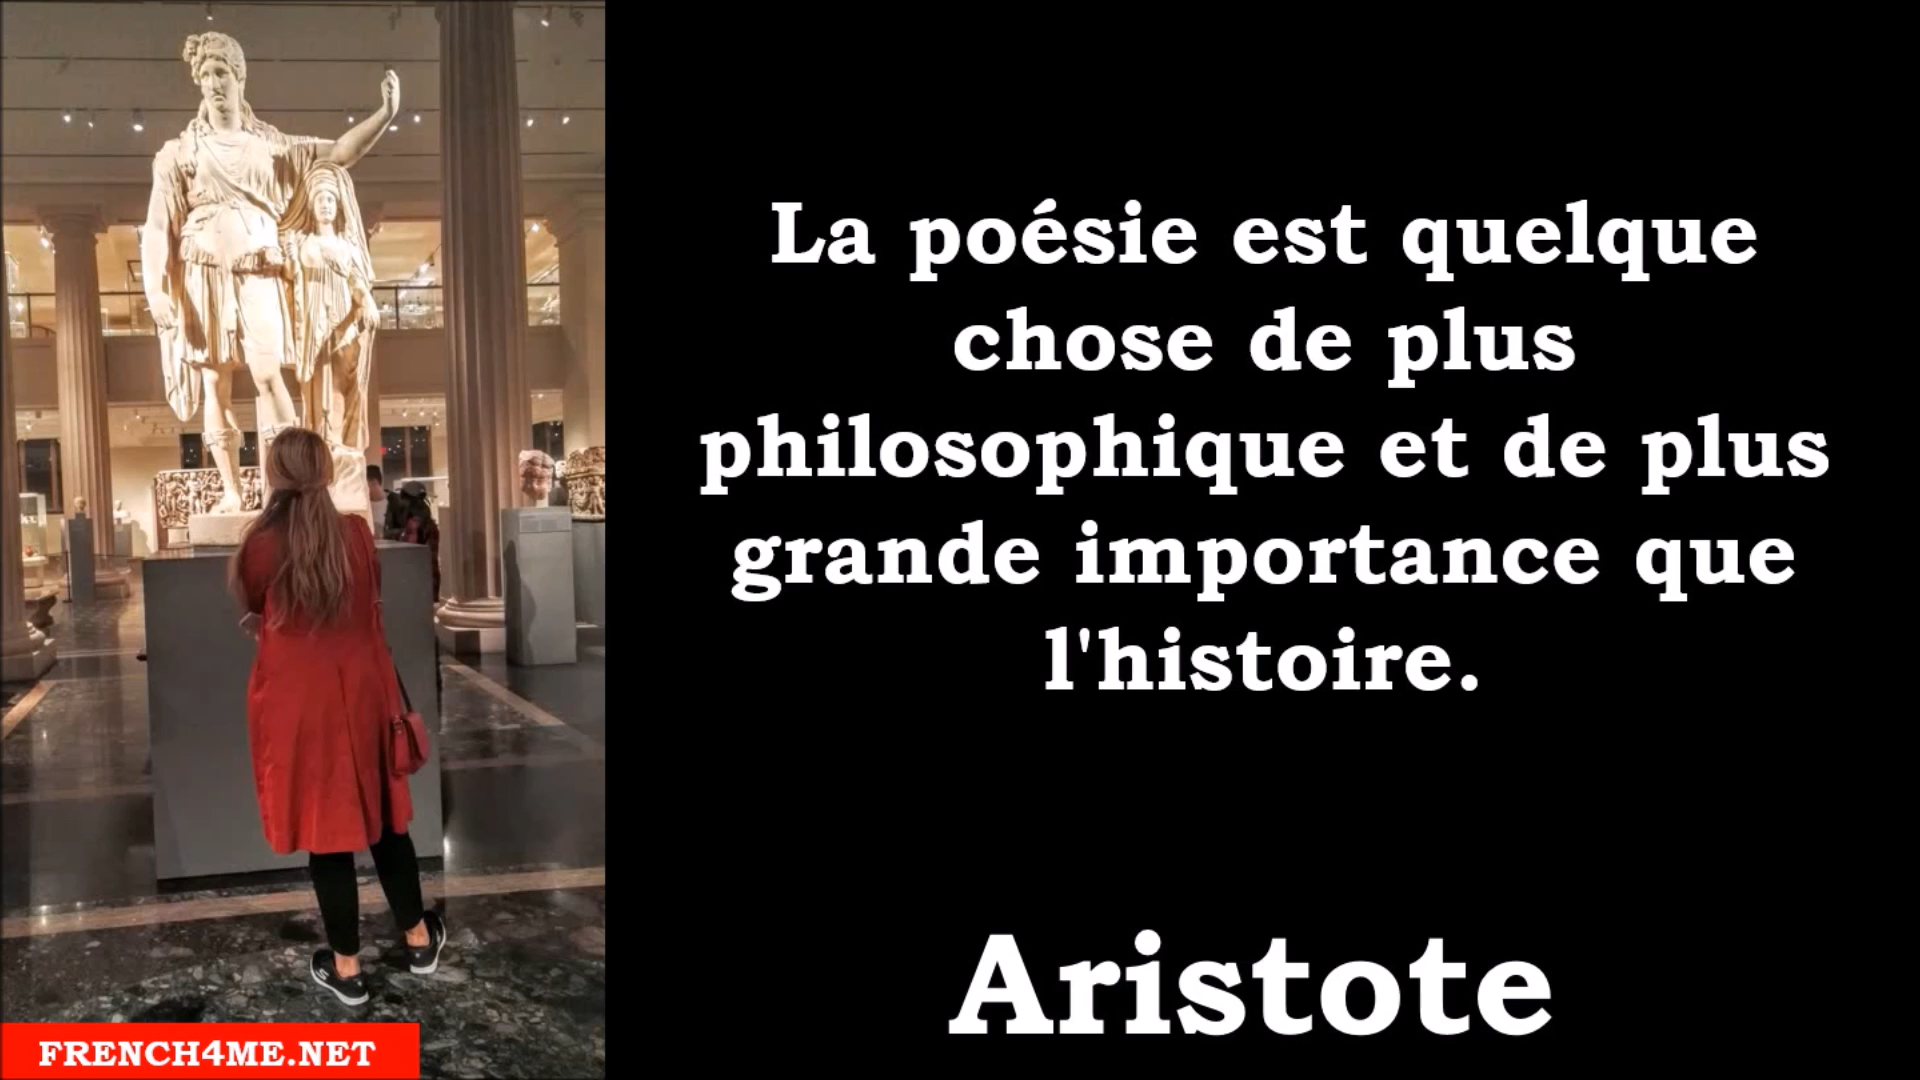 La poésie est quelque
chose de plus
philosophique et de plus
grande importance que
l'histoire.
Aristote
FRENCH4ME.NET